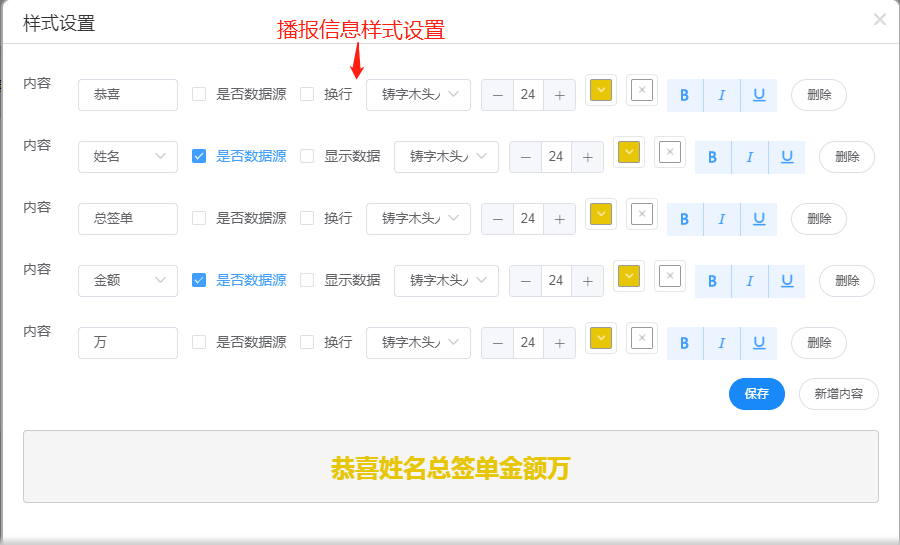 样式设置
播报信息样式设置
内容 恭喜 是否数据源 换行 铸字木头人 24 B I U 删除
内容 姓名 是否数据源 显示数据 铸字木头人 24 B I U 删除
内容 总签单 是否数据源 换行 铸字木头人 24 B I U 删除
内容 金额 是否数据源 显示数据 铸字木头人 24 B I U 删除
内容 万 是否数据源 换行 铸字木头人 24 B I U 删除
保存 新增内容
恭喜姓名总签单金额万